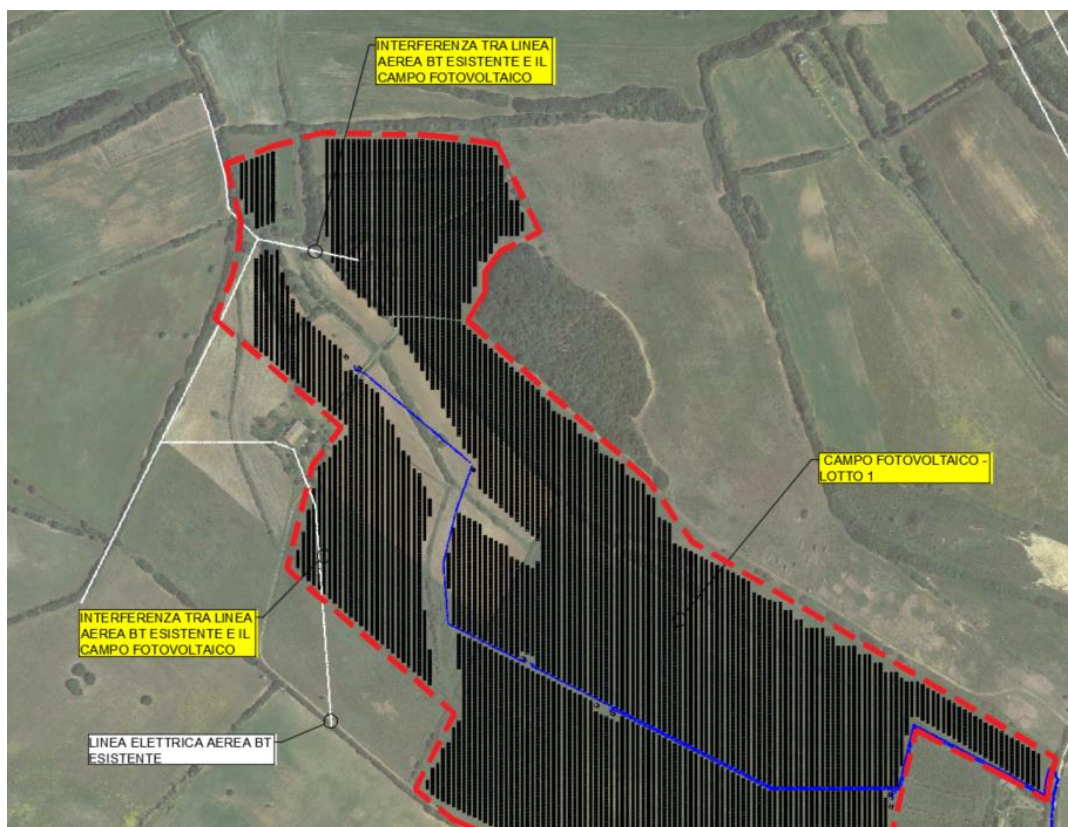 INTERFERENZA TRA LINEA
AEREA BT ESISTENTE E IL
CAMPO FOTOVOLTAICO
CAMPO FOTOVOLTAICO -
LOTTO 1
INTERFERENZA TRA LINEA
AEREA BT ESISTENTE E IL
CAMPO FOTOVOLTAICO
LINEA ELETTRICA AEREA BT
ESISTENTE